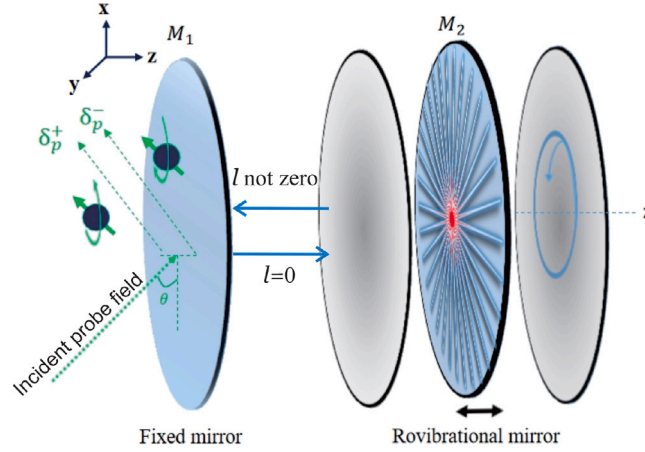 x
M₁
M₂
z
y
δₚ⁺
δₚ⁻
l not zero
z
l=0
θ
Incident probe field
Fixed mirror
Rovibrational mirror